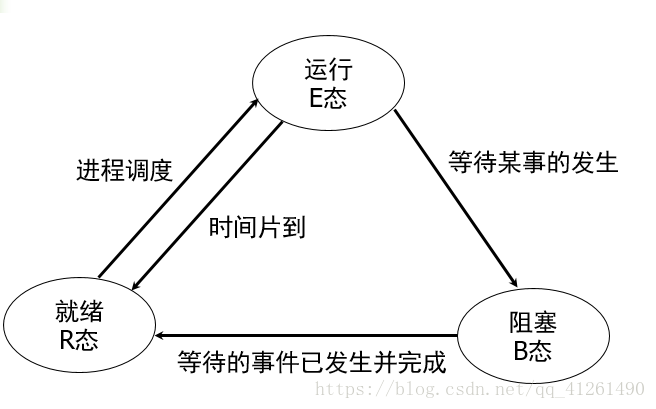 运行
E态
进程调度
等待某事的发生
时间片到
就绪
R态
阻塞
B态
等待的事件已发生并完成
https://blog.csdn.net/qq_41261490